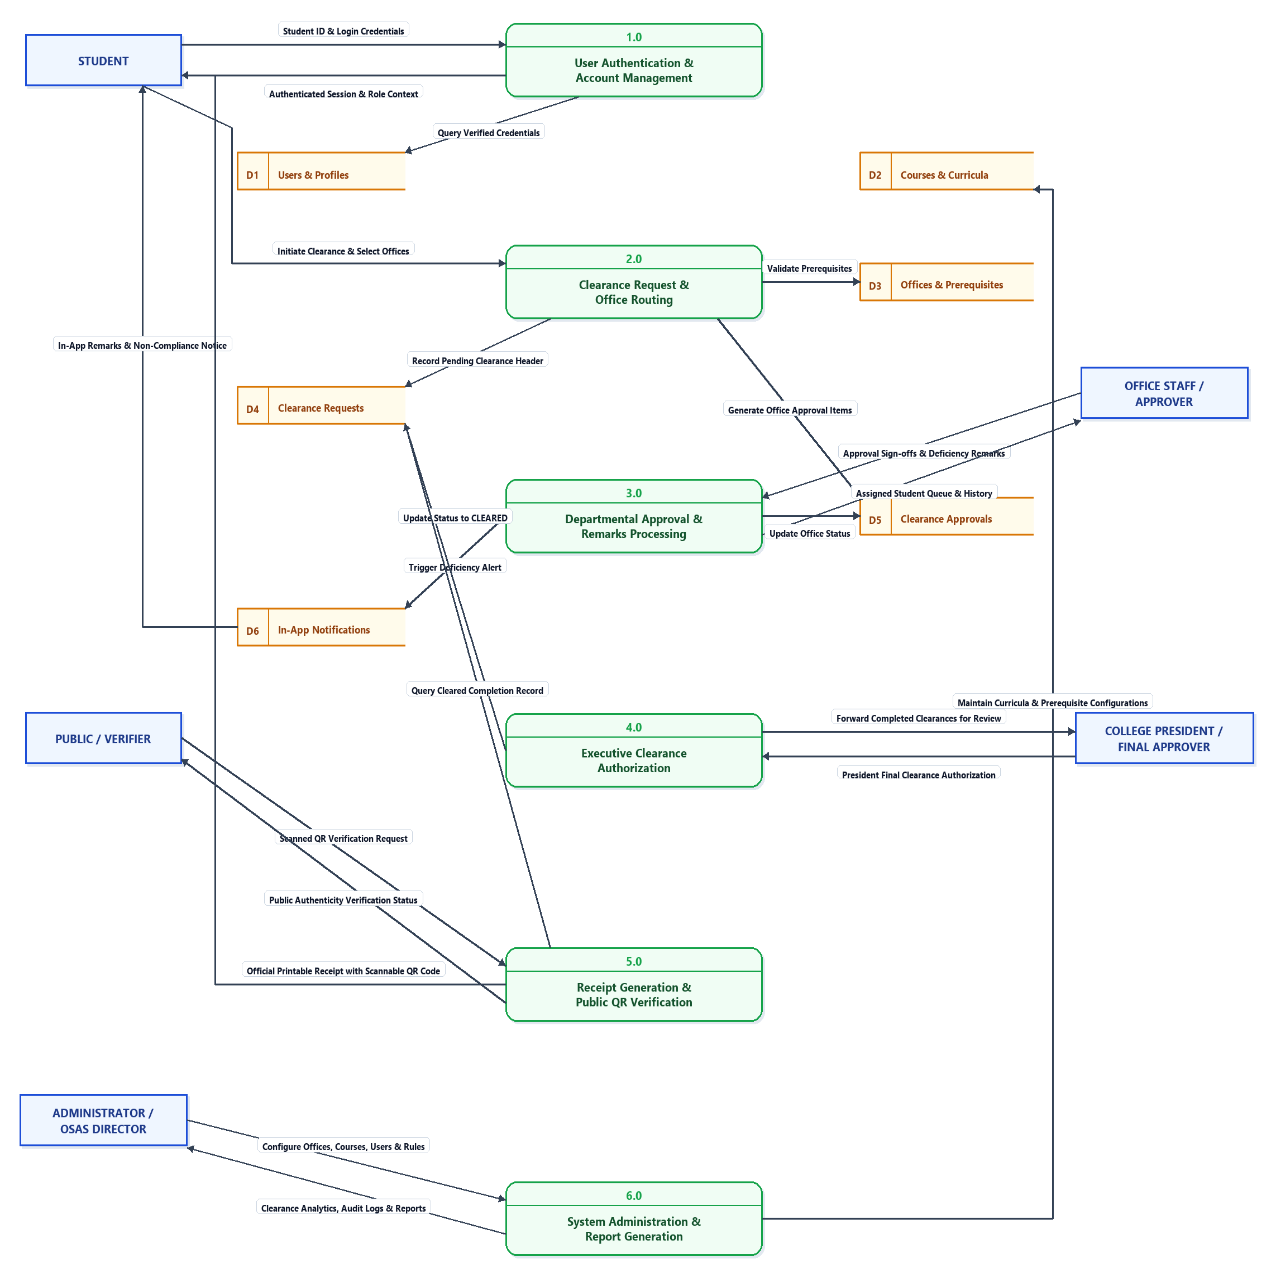 Student ID & Login Credentials
1.0
STUDENT
User Authentication &
Account Management
Authenticated Session & Role Context
Query Verified Credentials
D1
Users & Profiles
D2
Courses & Curricula
Initiate Clearance & Select Offices
2.0
Validate Prerequisites
Clearance Request &
Office Routing
D3
Offices & Prerequisites
In-App Remarks & Non-Compliance Notice
Record Pending Clearance Header
OFFICE STAFF /
APPROVER
D4
Clearance Requests
Generate Office Approval Items
Approval Sign-offs & Deficiency Remarks
3.0
Assigned Student Queue & History
Update Status to CLEARED
Departmental Approval &
Remarks Processing
D5
Clearance Approvals
Update Office Status
Trigger Deficiency Alert
D6
In-App Notifications
Query Cleared Completion Record
Maintain Curricula & Prerequisite Configurations
Forward Completed Clearances for Review
4.0
PUBLIC / VERIFIER
Executive Clearance
Authorization
COLLEGE PRESIDENT /
FINAL APPROVER
President Final Clearance Authorization
Scanned QR Verification Request
Public Authenticity Verification Status
5.0
Official Printable Receipt with Scannable QR Code
Receipt Generation &
Public QR Verification
ADMINISTRATOR /
OSAS DIRECTOR
Configure Offices, Courses, Users & Rules
6.0
Clearance Analytics, Audit Logs & Reports
System Administration &
Report Generation